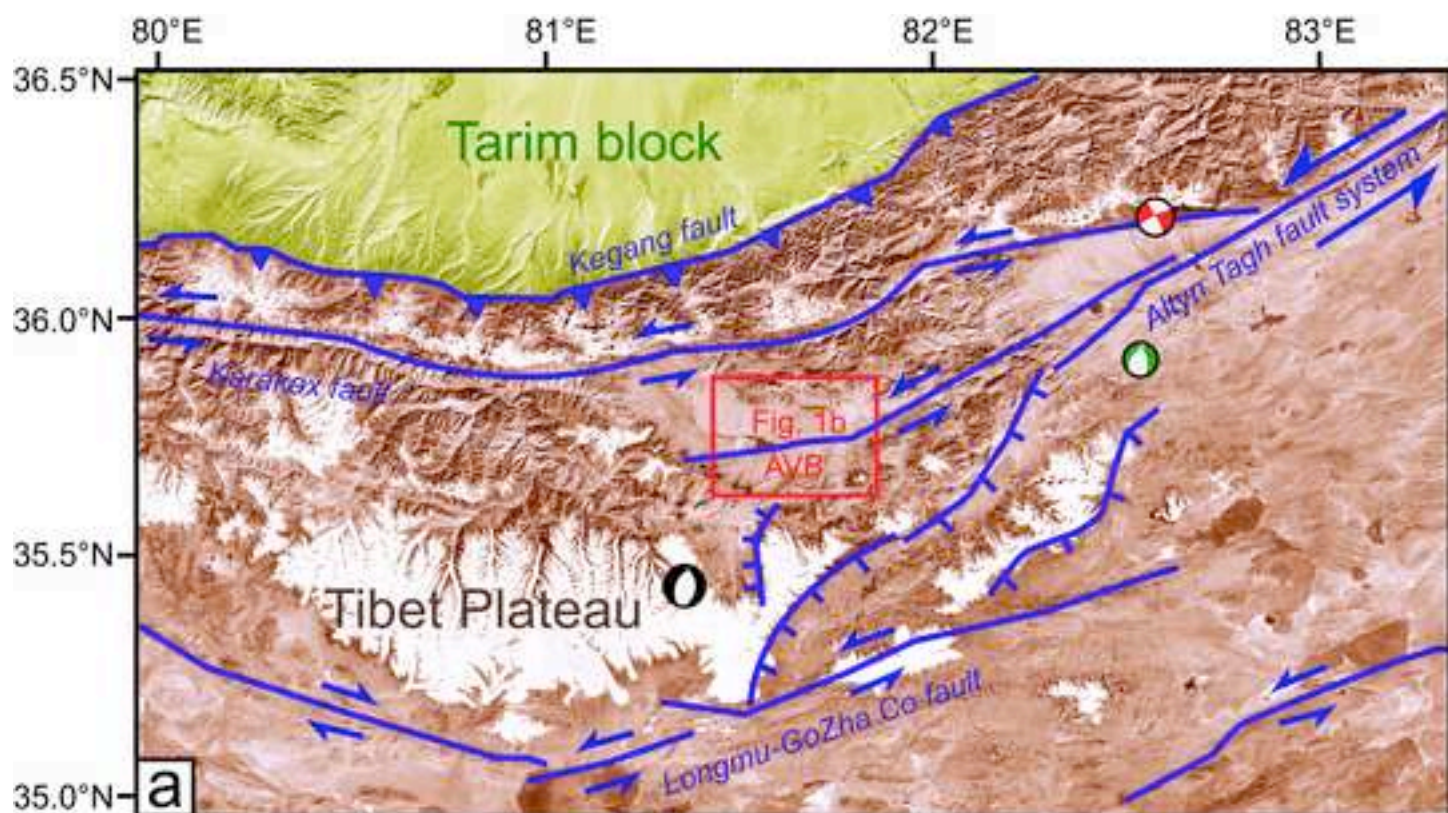 80°E 81°E 82°E 83°E
36.5°N
Tarim block
Kegang fault
Altyn Tagh fault system
36.0°N
Karakax fault
Fig. 1b
AVB
35.5°N
Tibet Plateau
Longmu-GoZha Co fault
35.0°N
a